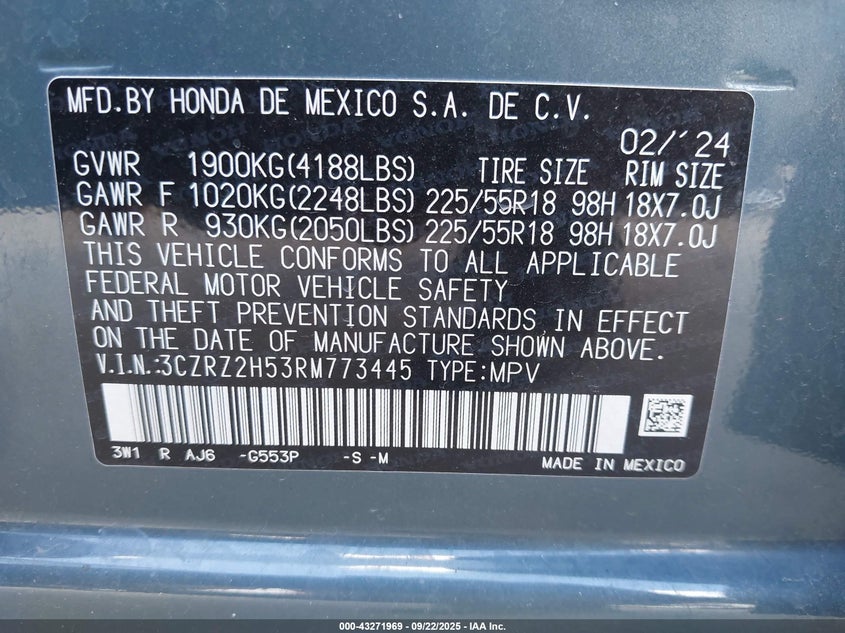 MFD.BY HONDA DE MEXICO S.A. DE C.V.
02/'24
GVWR 1900KG(4188LBS) TIRE SIZE RIM SIZE
GAWR F 1020KG(2248LBS) 225/55R18 98H 18X7.0J
GAWR R 930KG(2050LBS) 225/55R18 98H 18X7.0J
THIS VEHICLE CONFORMS TO ALL APPLICABLE
FEDERAL MOTOR VEHICLE SAFETY
AND THEFT PREVENTION STANDARDS IN EFFECT
ON THE DATE OF MANUFACTURE SHOWN ABOVE.
V.I.N.:3CZRZ2H53RM773445 TYPE:MPV
3W1 R AJ6 -G553P -S -M
MADE IN MEXICO
000-43271969 - 09/22/2025 - IAA Inc.